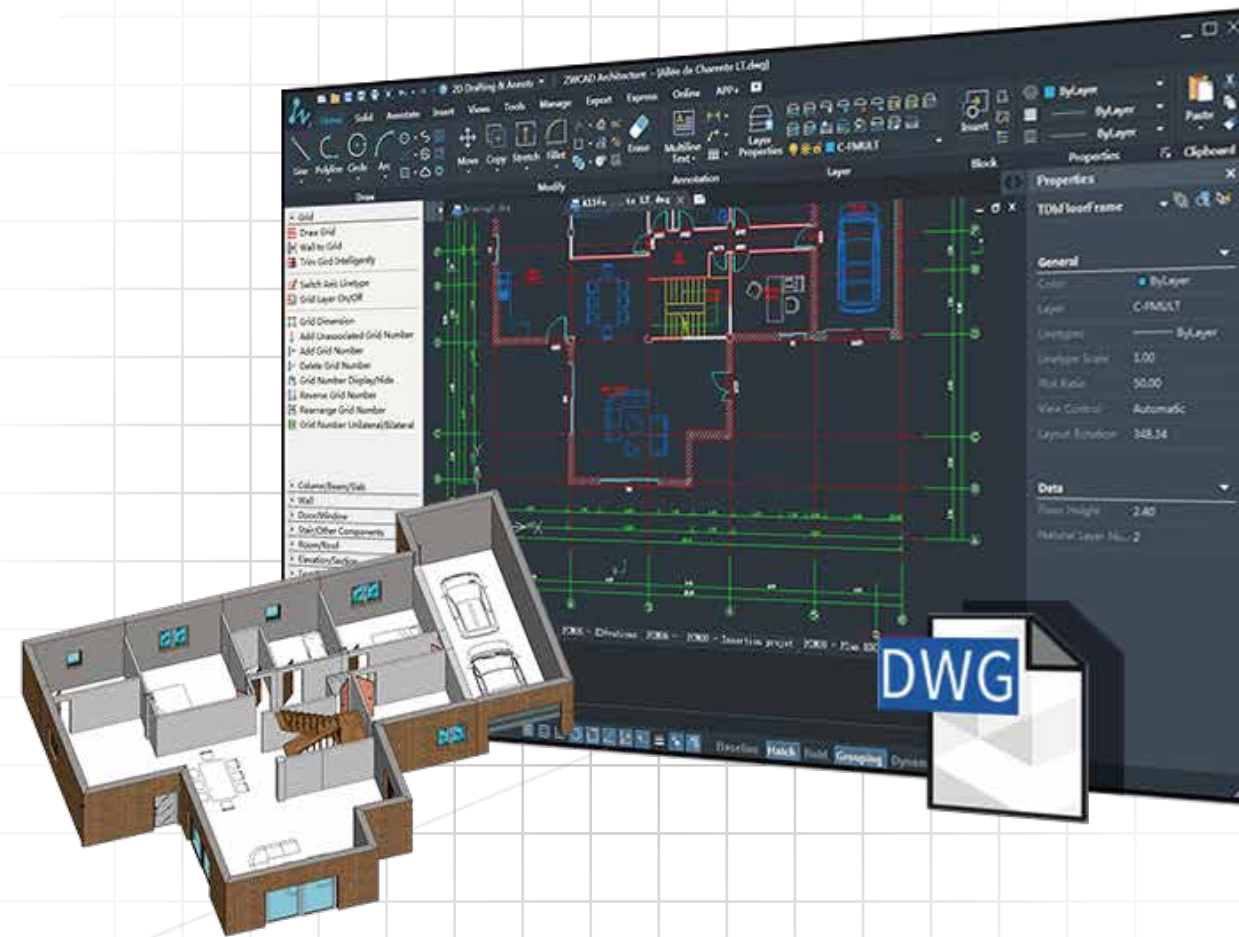 2D Drafting & Annota
ZWCAD Architecture - [Allée de Charente LT.dwg]
Home Solid Annotate Insert Views Tools Manage Export Express Online APP+
Line Polyline Circle Arc
Move Copy Stretch Fillet
Erase
Multiline
Text
Layer
Properties
C-FMULT
Insert
ByLayer
ByLayer
ByLayer
Paste
Draw
Modify
Annotation
Layer
Block
Properties
Clipboard
Grid
Draw Grid
Wall to Grid
Trim Gird Intelligently
Switch Axis Linetype
Grid Layer On/Off
Grid Dimension
Add Unassociated Grid Number
Add Grid Number
Delete Grid Number
Grid Number Display/Hide
Reverse Grid Number
Rearrange Grid Number
Grid Number Unilateral/Bilateral
Column/Beam/Slab
Wall
Door/Window
Stair/Other Components
Room/Roof
Elevation/Section
Properties
TDbFloorFrame
General
Color ByLayer
Layer C-FMULT
Linetypes ByLayer
Linetype Scale 1.00
Plot Ratio 50.00
View Control Automatic
Layout Rotation 348.34
Data
Floor Height 2.40
Natural Layer Nu... 2
DWG
Baseline Hatch Field Grouping Dynam